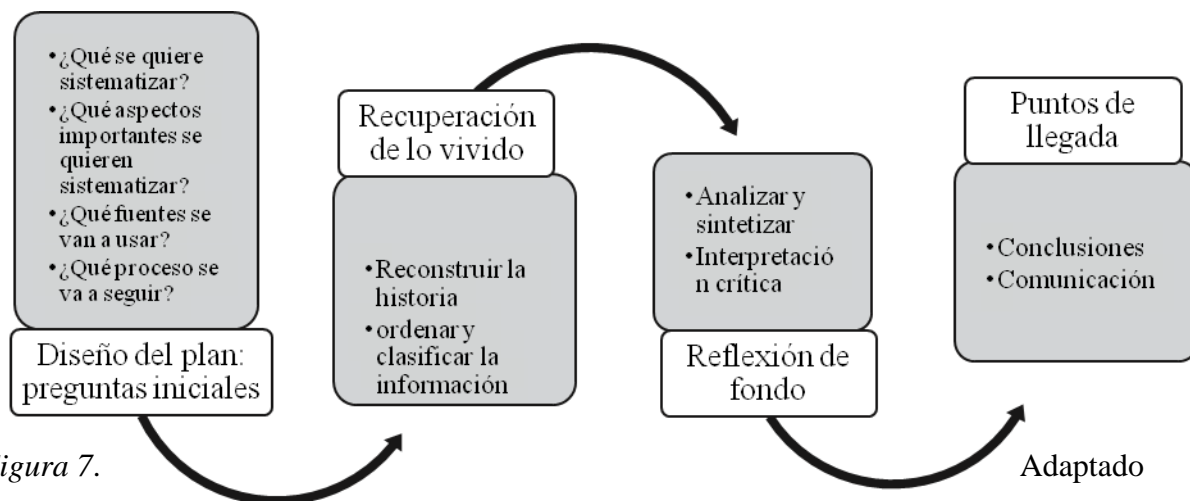 •¿Qué se quiere
sistematizar?
•¿Qué aspectos
importantes se
quieren
sistematizar?
•¿Qué fuentes se
van a usar?
•¿Qué proceso se
va a seguir?
Diseño del plan:
preguntas iniciales
Recuperación
de lo vivido
•Reconstruir la
historia
•ordenar y
clasificar la
información
•Analizar y
sintetizar
•Interpretació
n crítica
Reflexión de
fondo
Puntos de
llegada
•Conclusiones
•Comunicación
igura 7.
Adaptado